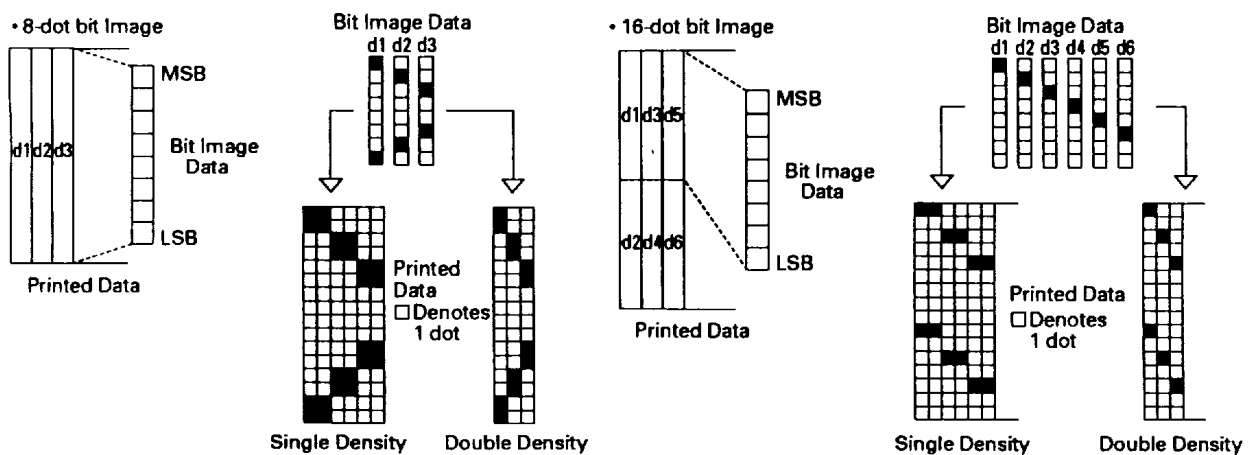 • 8-dot bit Image
d1 d2 d3
MSB
Bit Image
Data
LSB
Printed Data
Bit Image Data
d1 d2 d3
Printed
Data
Denotes
1 dot
Single Density
Double Density
• 16-dot bit Image
d1 d3 d5
d2 d4 d6
MSB
Bit Image
Data
LSB
Printed Data
Bit Image Data
d1 d2 d3 d4 d5 d6
Printed Data
Denotes
1 dot
Single Density
Double Density